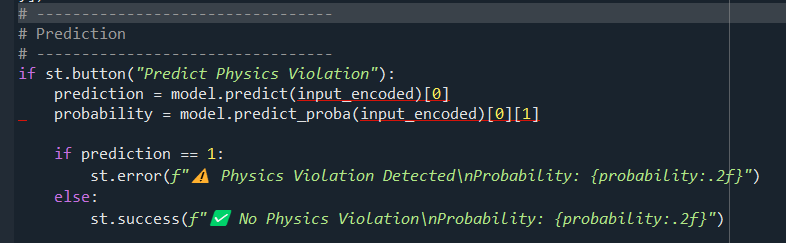 # ---------------------------------
# Prediction
# ---------------------------------
if st.button("Predict Physics Violation"):
    prediction = model.predict(input_encoded)[0]
    probability = model.predict_proba(input_encoded)[0][1]

    if prediction == 1:
        st.error(f"⚠️ Physics Violation Detected\nProbability: {probability:.2f}")
    else:
        st.success(f"✅ No Physics Violation\nProbability: {probability:.2f}")